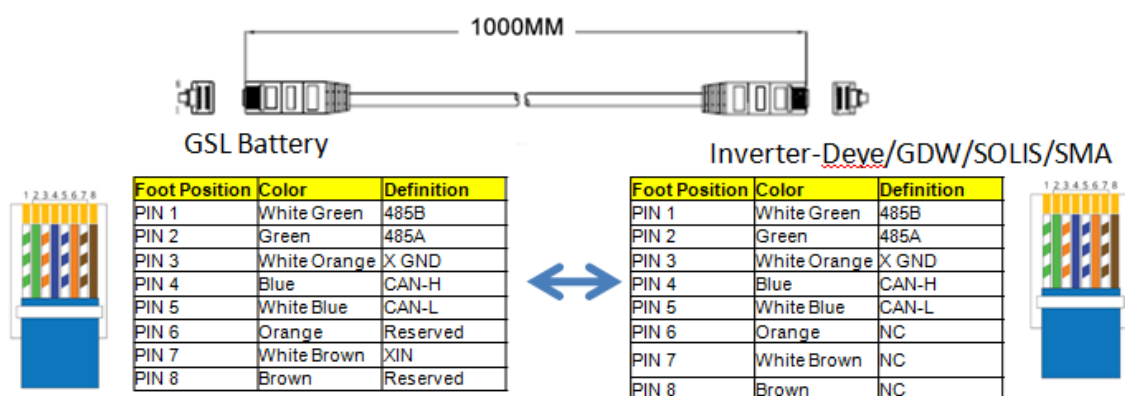 1000MM
GSL Battery
Inverter-Deye/GDW/SOLIS/SMA
1 2 3 4 5 6 7 8
Foot Position Color Definition
PIN 1 White Green 485B
PIN 2 Green 485A
PIN 3 White Orange X GND
PIN 4 Blue CAN-H
PIN 5 White Blue CAN-L
PIN 6 Orange Reserved
PIN 7 White Brown XIN
PIN 8 Brown Reserved
Foot Position Color Definition
PIN 1 White Green 485B
PIN 2 Green 485A
PIN 3 White Orange X GND
PIN 4 Blue CAN-H
PIN 5 White Blue CAN-L
PIN 6 Orange NC
PIN 7 White Brown NC
PIN 8 Brown NC
1 2 3 4 5 6 7 8